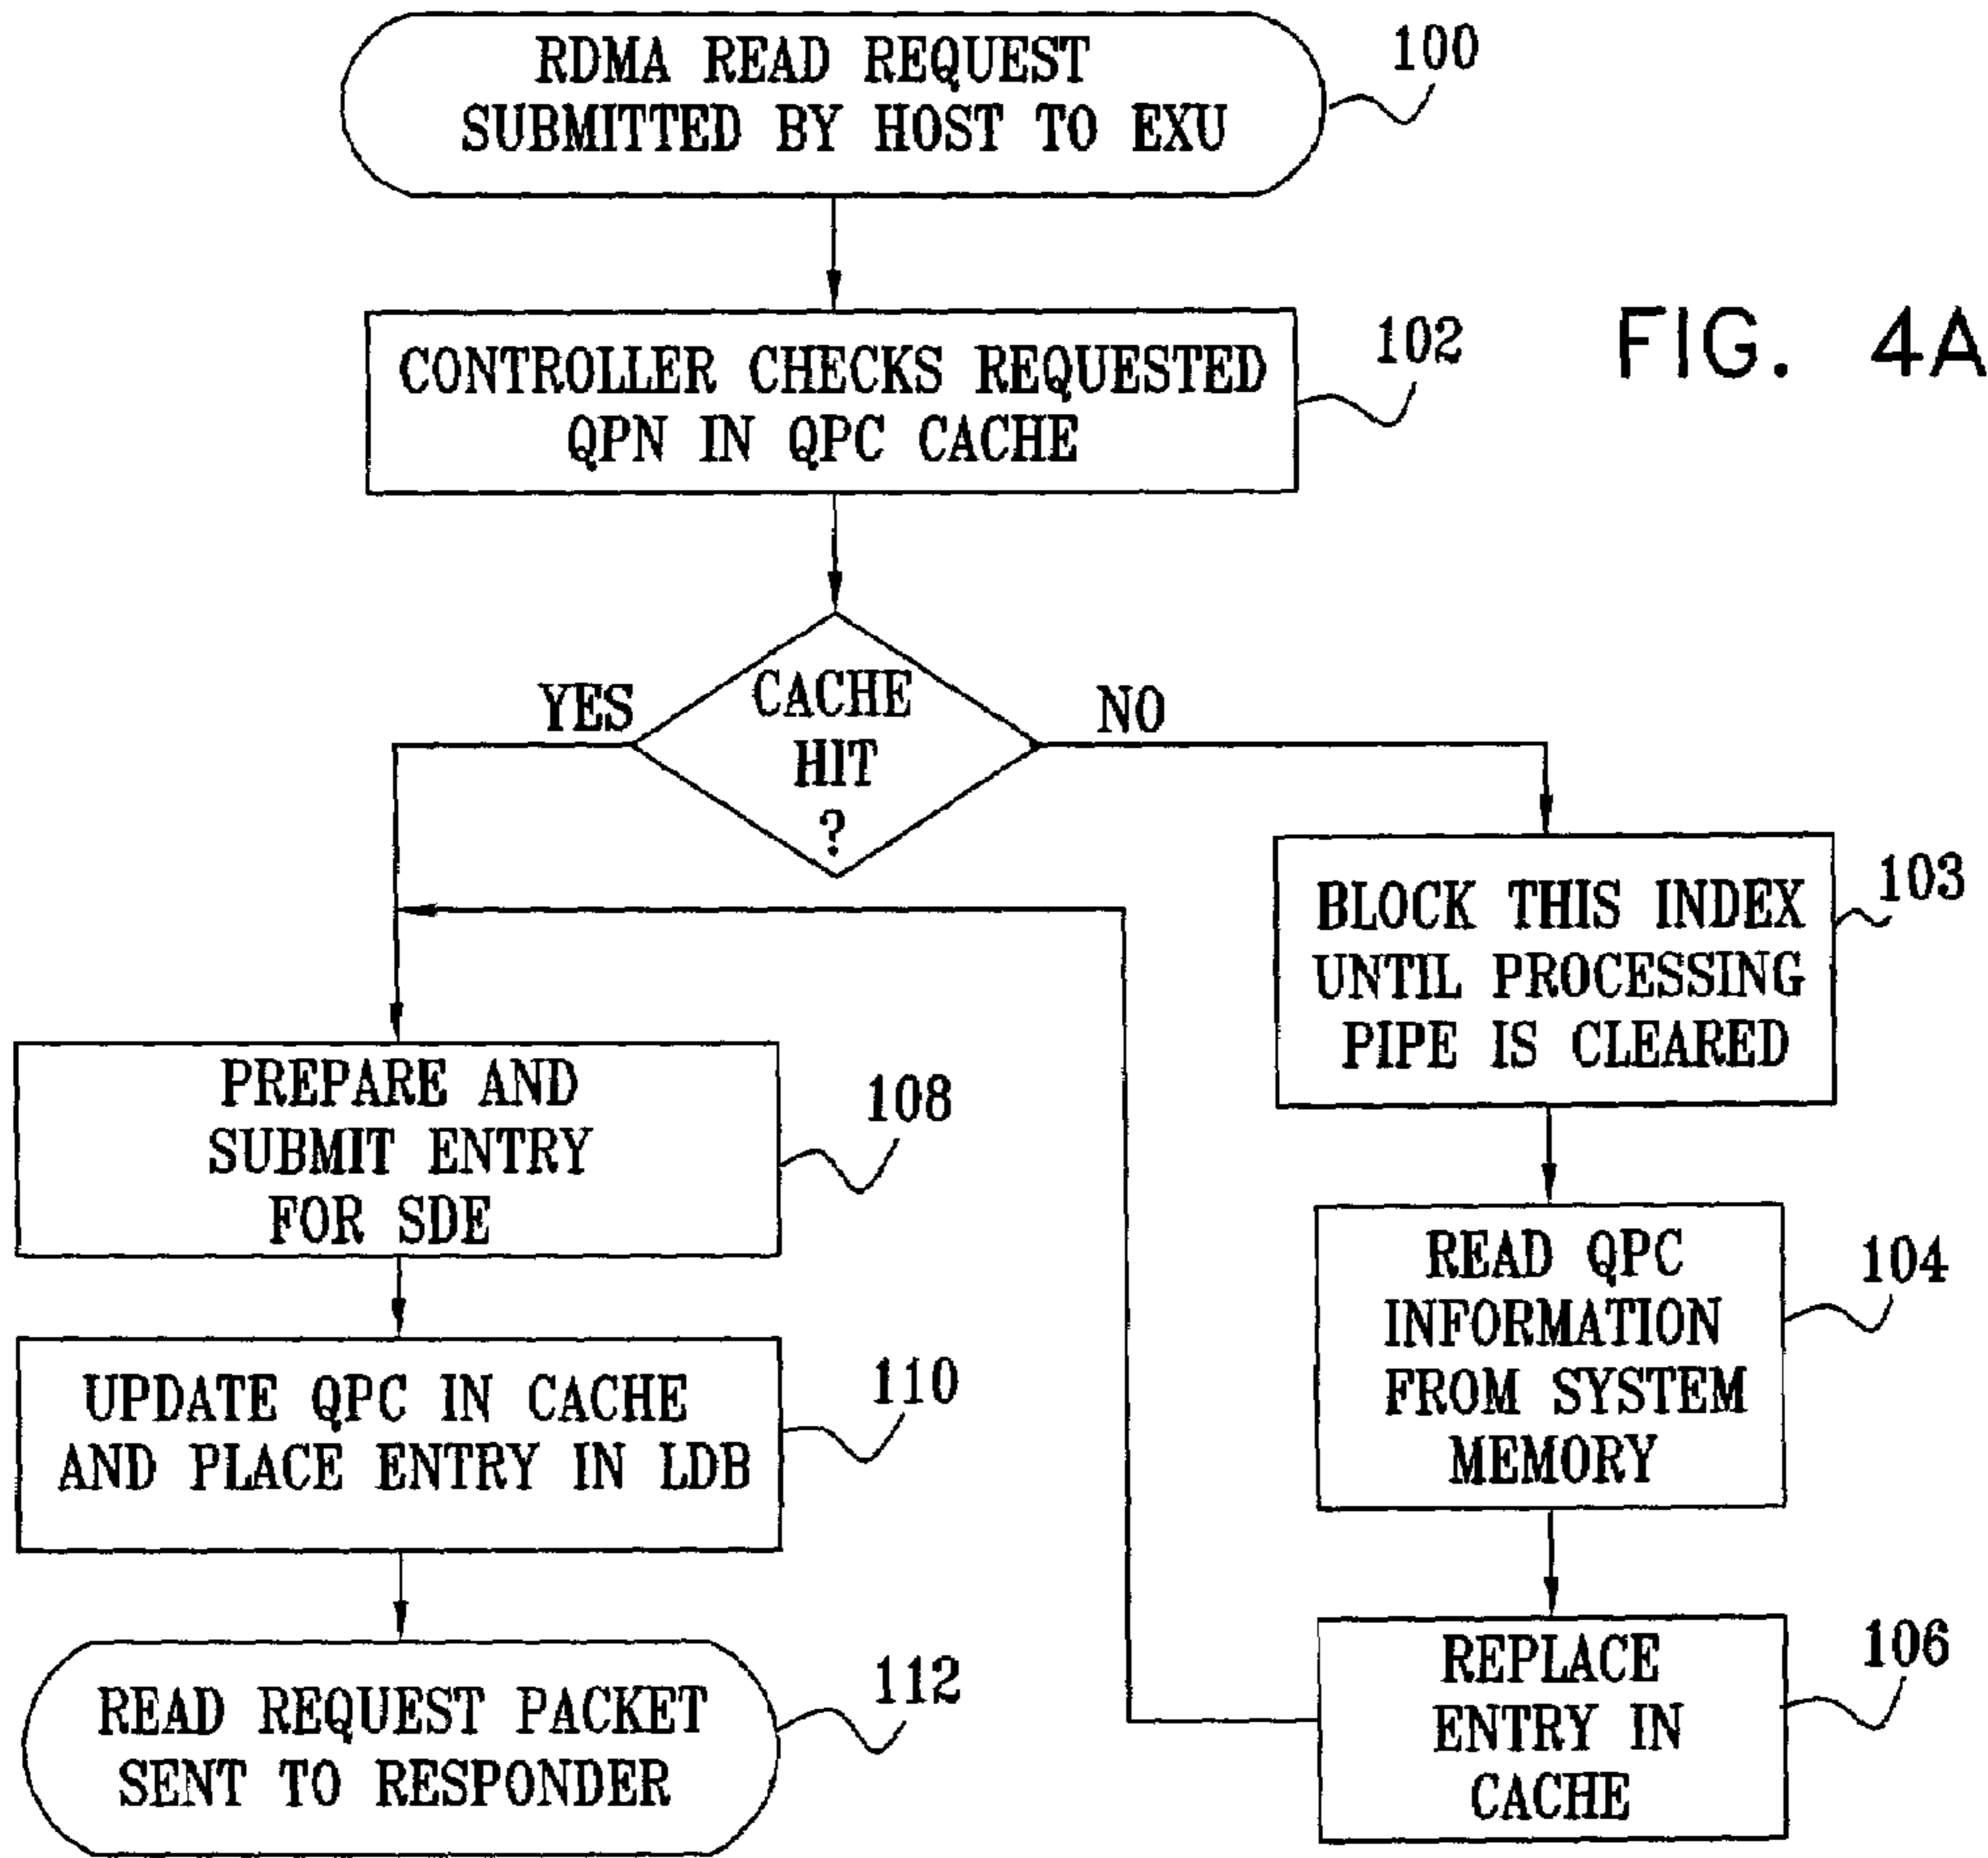 RDMA READ REQUEST
SUBMITTED BY HOST TO EXU
100
CONTROLLER CHECKS REQUESTED
QPN IN QPC CACHE
102
FIG. 4A
CACHE
HIT
?
YES
NO
BLOCK THIS INDEX
UNTIL PROCESSING
PIPE IS CLEARED
103
READ QPC
INFORMATION
FROM SYSTEM
MEMORY
104
REPLACE
ENTRY IN
CACHE
106
PREPARE AND
SUBMIT ENTRY
FOR SDE
108
UPDATE QPC IN CACHE
AND PLACE ENTRY IN LDB
110
READ REQUEST PACKET
SENT TO RESPONDER
112